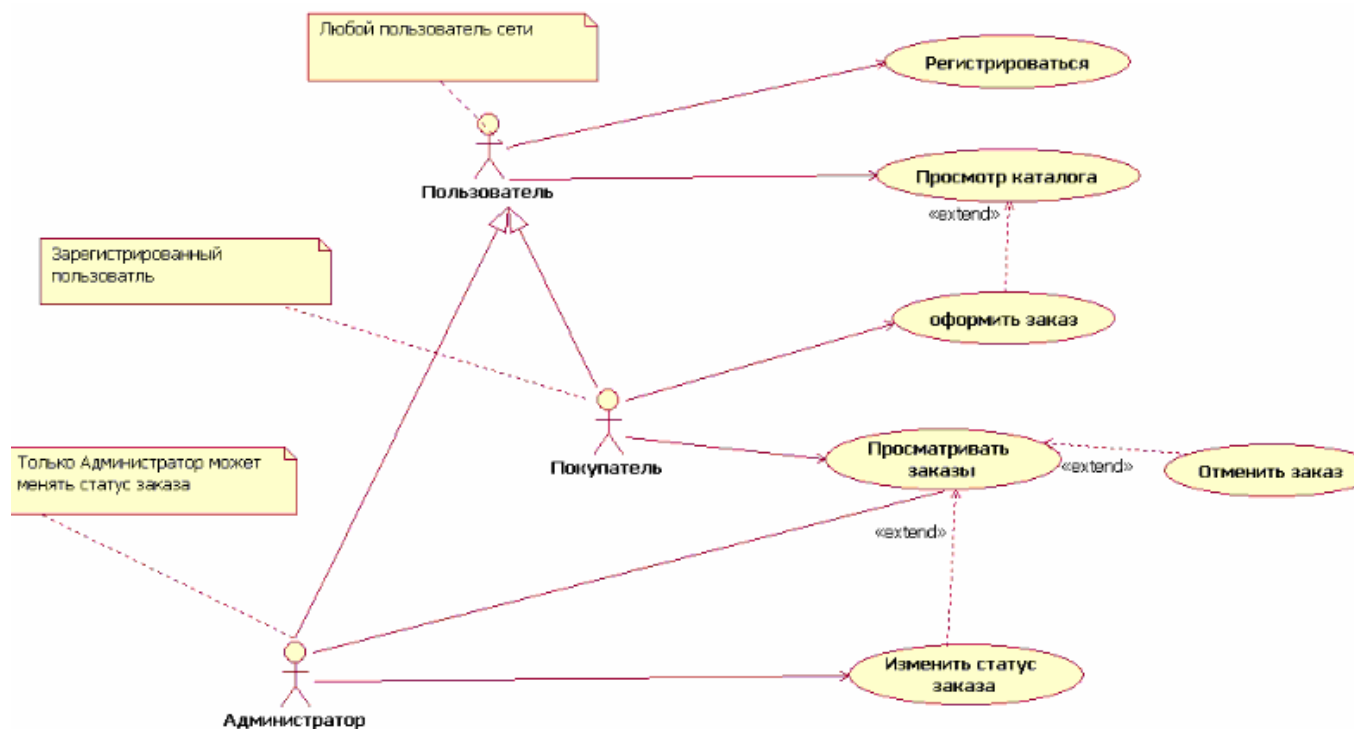 Любой пользователь сети
Регистрироваться
Просмотр каталога
Пользователь
«extend»
Зарегистрированный
пользоватль
оформить заказ
Покупатель
Просматривать
заказы
«extend»
Отменить заказ
Только Администратор может
менять статус заказа
«extend»
Изменить статус
заказа
Администратор